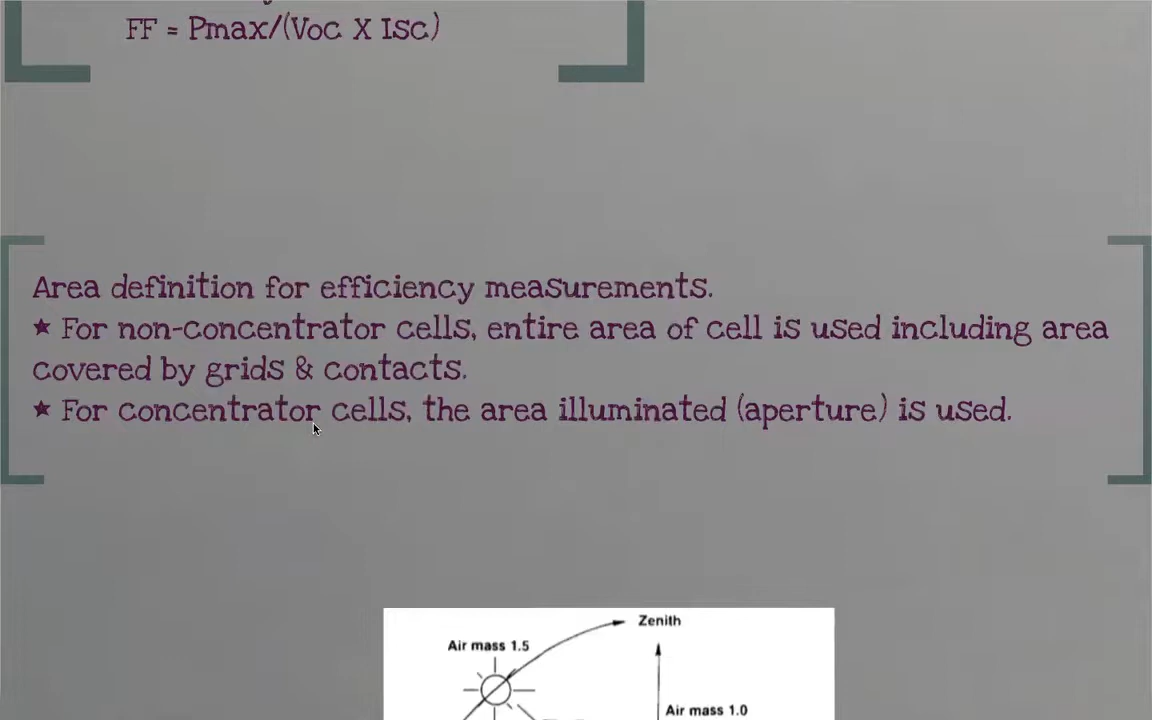 FF = Pmax/(Voc X Isc)
Area definition for efficiency measurements.
★ For non-concentrator cells, entire area of cell is used including area
covered by grids & contacts.
★ For concentrator cells, the area illuminated (aperture) is used.
Zenith
Air mass 1.5
Air mass 1.0